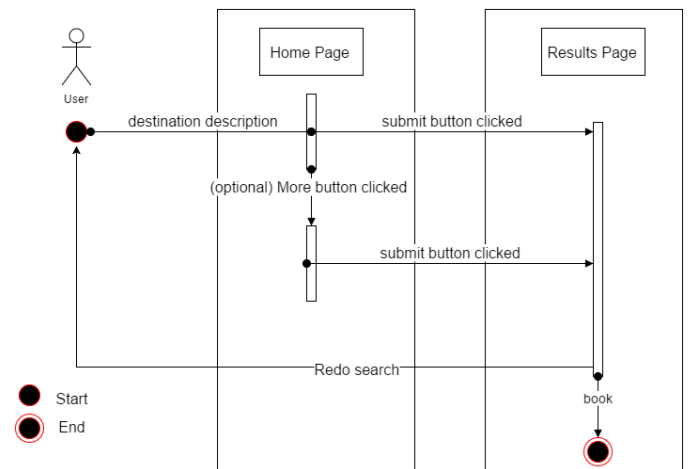 Home Page
Results Page
User
destination description
submit button clicked
(optional) More button clicked
submit button clicked
Redo search
Start
book
End